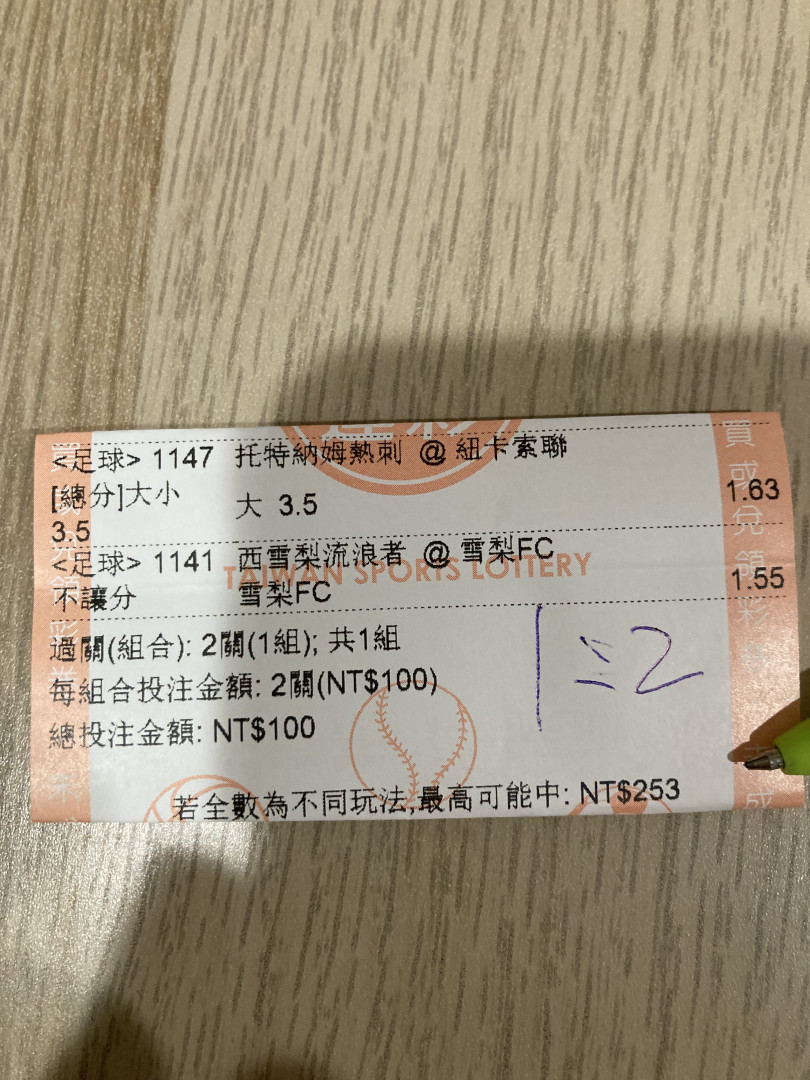 <足球> 1147 托特納姆熱刺 @ 紐卡索聯
[總分]大小 大 3.5 1.63
3.5
<足球> 1141 西雪梨流浪者 @ 雪梨FC
TAIWAN SPORTS LOTTERY
不讓分 雪梨FC 1.55
過關(組合): 2關(1組); 共1組
每組合投注金額: 2關(NT$100)
總投注金額: NT$100
1:2
若全數為不同玩法,最高可能中: NT$253
買或兌領彩